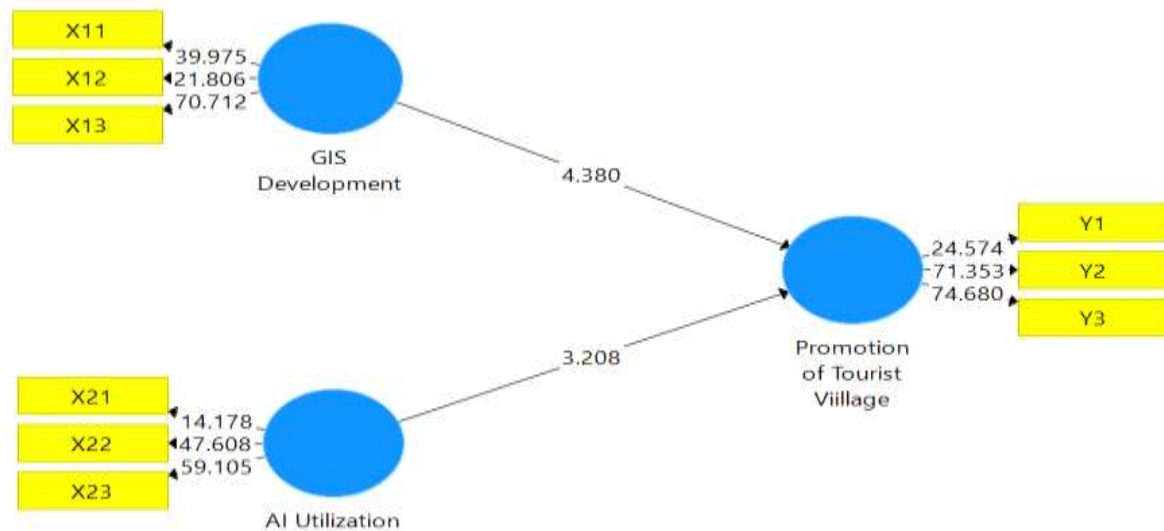 X11
X12
X13
39.975
21.806
70.712
GIS
Development
4.380
Y1
Y2
Y3
24.574
71.353
74.680
Promotion
of Tourist
Viillage
3.208
X21
X22
X23
14.178
47.608
59.105
AI Utilization